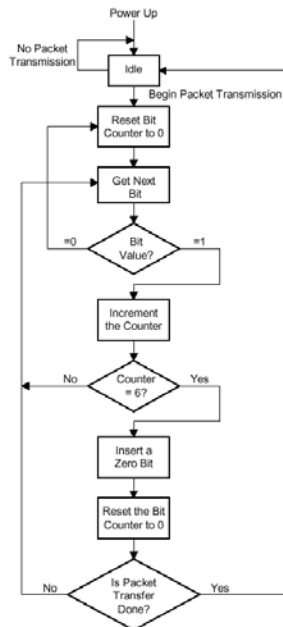 Power Up
No Packet
Transmission
Idle
Begin Packet Transmission
Reset Bit
Counter to 0
Get Next
Bit
=0
Bit
Value?
=1
Increment
the Counter
No
Counter
= 6?
Yes
Insert a
Zero Bit
Reset the Bit
Counter to 0
No
Is Packet
Transfer
Done?
Yes